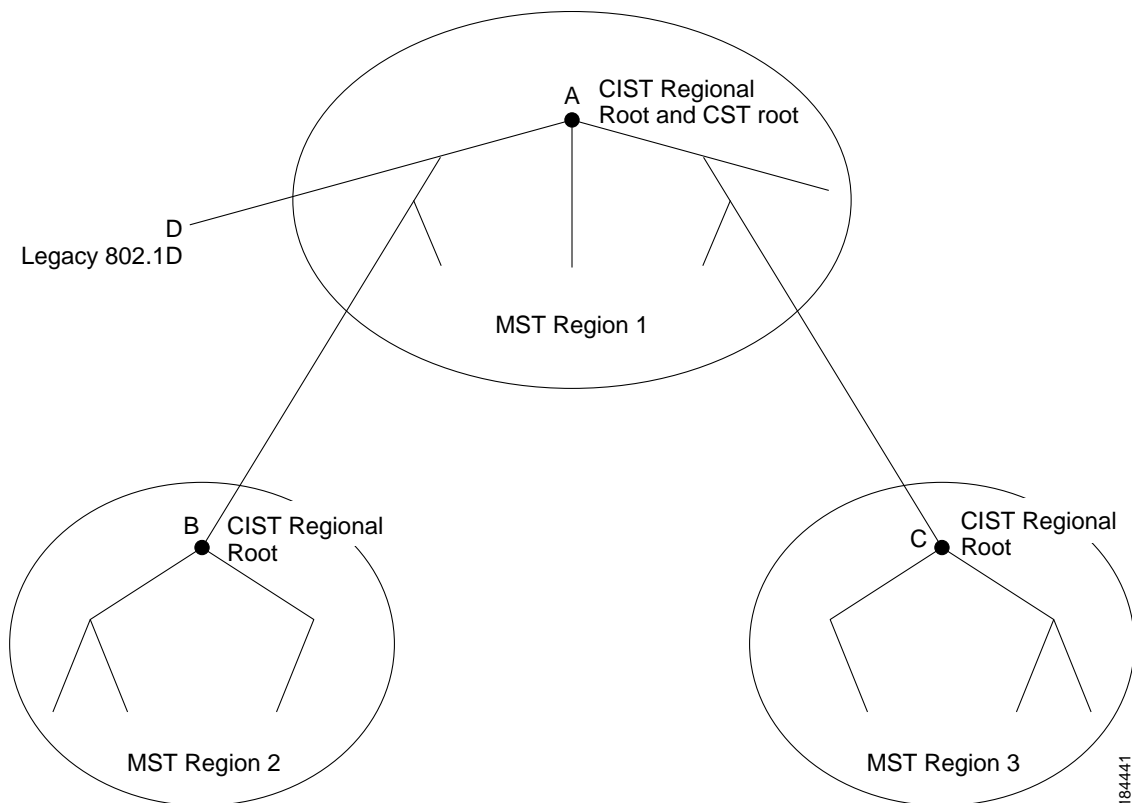 A
CIST Regional
Root and CST root
D
Legacy 802.1D
MST Region 1
B
CIST Regional
Root
C
CIST Regional
Root
MST Region 2
MST Region 3
184441